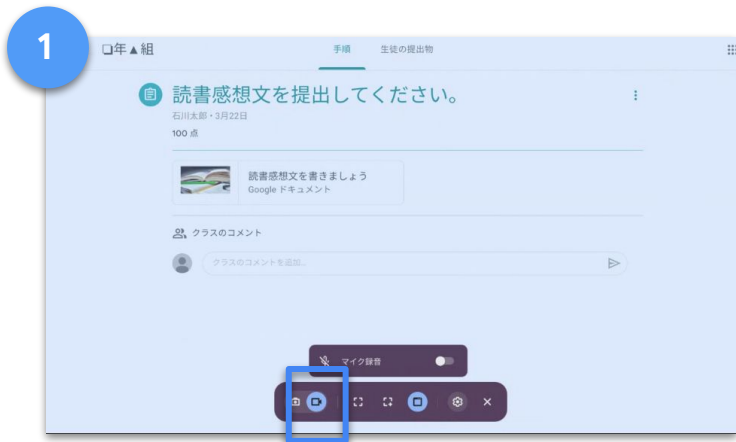 1
❏年▲組
手順 生徒の提出物
読書感想文を提出してください。
石川太郎・3月22日
100 点
読書感想文を書きましょう
Google ドキュメント
クラスのコメント
クラスのコメントを追加...
マイク録音